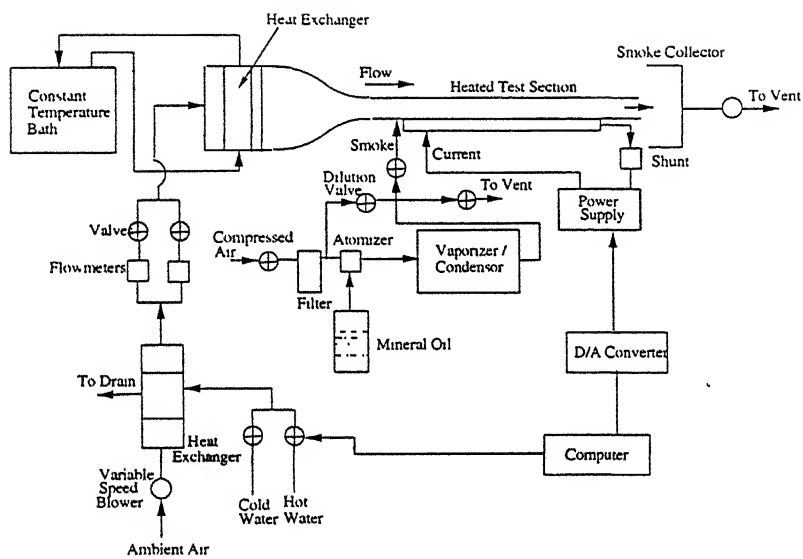 Heat Exchanger
Smoke Collector
Flow
Heated Test Section
To Vent
Constant
Temperature
Bath
Smoke
Current
Shunt
Dilution
Valve
To Vent
Power
Supply
Valve
Compressed
Air
Atomizer
Vaporizer /
Condensor
Flowmeters
Filter
Mineral Oil
D/A Converter
To Drain
Heat
Exchanger
Computer
Variable
Speed
Blower
Cold
Water
Hot
Water
Ambient Air